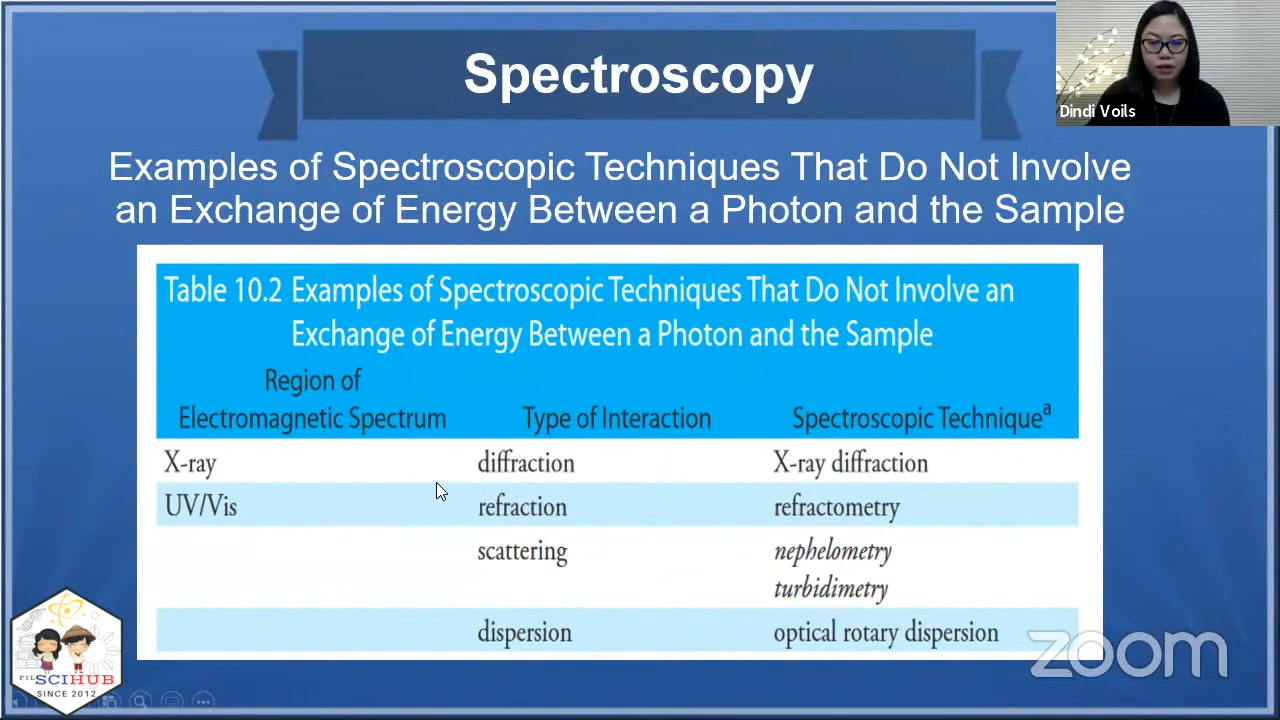 Spectroscopy
Dindi Voils
Examples of Spectroscopic Techniques That Do Not Involve
an Exchange of Energy Between a Photon and the Sample
Table 10.2 Examples of Spectroscopic Techniques That Do Not Involve an
Exchange of Energy Between a Photon and the Sample
Region of
Electromagnetic Spectrum Type of Interaction Spectroscopic Techniqueᵃ
X-ray diffraction X-ray diffraction
UV/Vis refraction refractometry
scattering nephelometry
turbidimetry
dispersion optical rotary dispersion
zoom
FIL SCIHUB
SINCE 2012